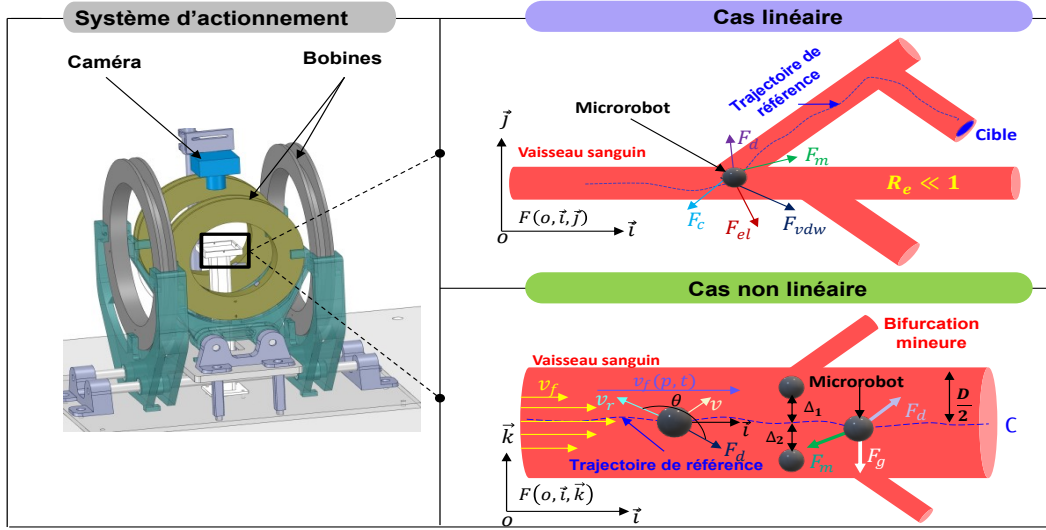 Système d'actionnement
Caméra
Bobines
Cas linéaire
Microrobot
Trajectoire de
référence
Cible
Vaisseau sanguin
F_d
F_m
R_e ≪ 1
F_c
F_el
F_vdw
j⃗
F(o, i⃗, j⃗)
o
i⃗
Cas non linéaire
Bifurcation
mineure
Vaisseau sanguin
v_f
v_f(p, t)
Microrobot
D/2
v_r
θ
v
Δ_1
F_d
C
i⃗
Δ_2
k⃗
F_d
Trajectoire de référence
F_m
F_g
F(o, i⃗, k⃗)
o
i⃗